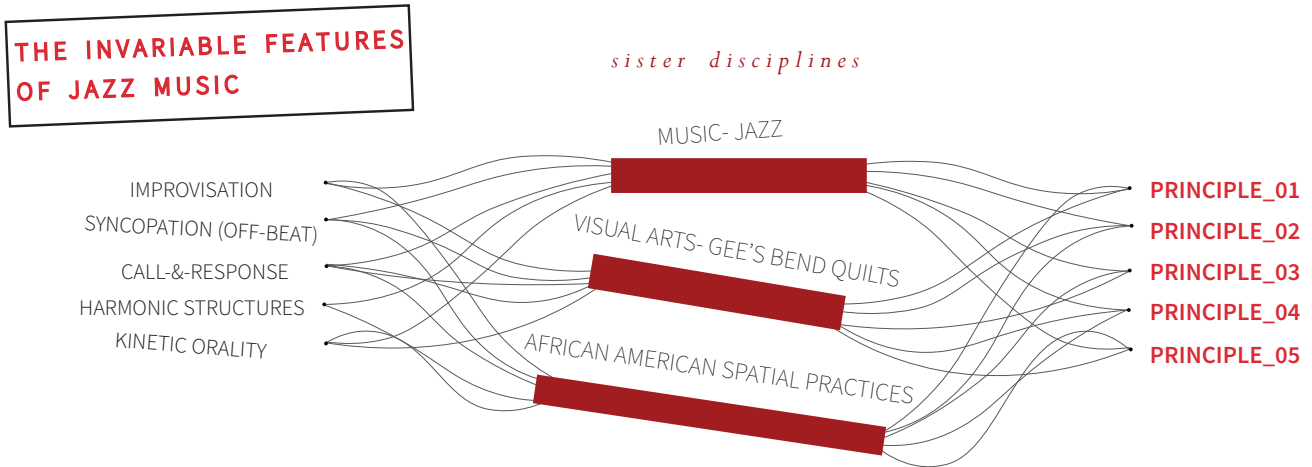 THE INVARIABLE FEATURES
OF JAZZ MUSIC
sister disciplines
MUSIC- JAZZ
IMPROVISATION
SYNCOPATION (OFF-BEAT)
CALL-&-RESPONSE
HARMONIC STRUCTURES
KINETIC ORALITY
VISUAL ARTS- GEE'S BEND QUILTS
AFRICAN AMERICAN SPATIAL PRACTICES
PRINCIPLE_01
PRINCIPLE_02
PRINCIPLE_03
PRINCIPLE_04
PRINCIPLE_05